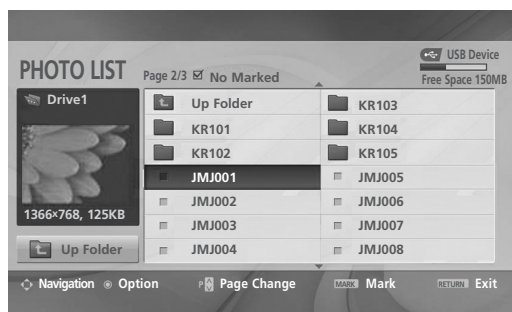 USB Device
PHOTO LIST
Page 2/3 No Marked
Free Space 150MB
Drive1
1366×768, 125KB
Up Folder
Up Folder
KR101
KR102
JMJ001
JMJ002
JMJ003
JMJ004
KR103
KR104
KR105
JMJ005
JMJ006
JMJ007
JMJ008
Navigation Option P Page Change MARK Mark RETURN Exit